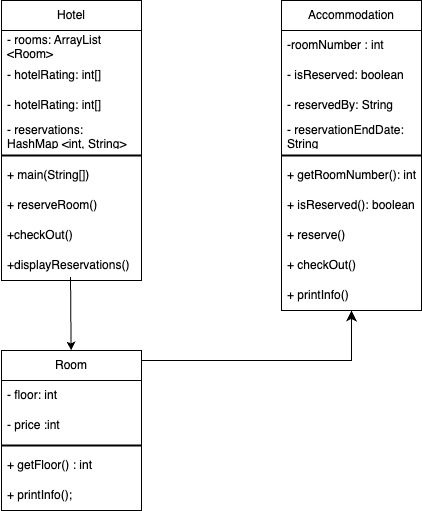 Hotel
- rooms: ArrayList
<Room>
- hotelRating: int[]
- hotelRating: int[]
- reservations:
HashMap <int, String>
+ main(String[])
+ reserveRoom()
+checkOut()
+displayReservations()
Accommodation
-roomNumber : int
- isReserved: boolean
- reservedBy: String
- reservationEndDate:
String
+ getRoomNumber(): int
+ isReserved(): boolean
+ reserve()
+ checkOut()
+ printInfo()
Room
- floor: int
- price :int
+ getFloor() : int
+ printInfo();